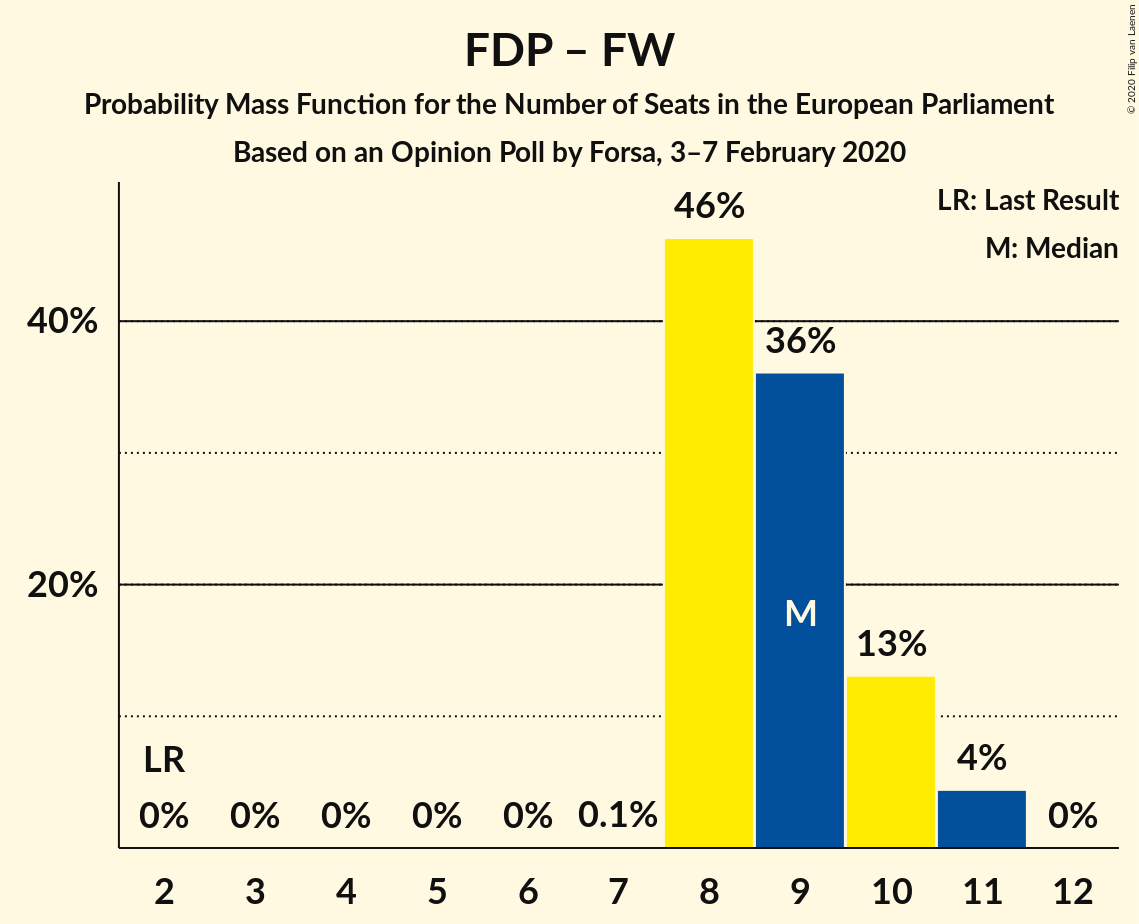 FDP – FW
Probability Mass Function for the Number of Seats in the European Parliament
Based on an Opinion Poll by Forsa, 3–7 February 2020
© 2020 Filip van Laenen
LR: Last Result
M: Median
46%
40%
36%
20%
M
13%
LR
4%
0% 0% 0% 0% 0% 0.1% 0%
2 3 4 5 6 7 8 9 10 11 12